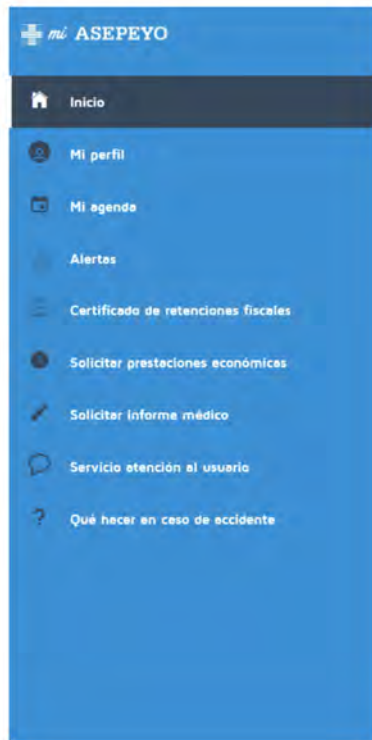 mi ASEPEYO
Inicio
Mi perfil
Mi agenda
Alertas
Certificado de retenciones fiscales
Solicitar prestaciones económicas
Solicitar informe médico
Servicio atención al usuario
? Qué hacer en caso de accidente